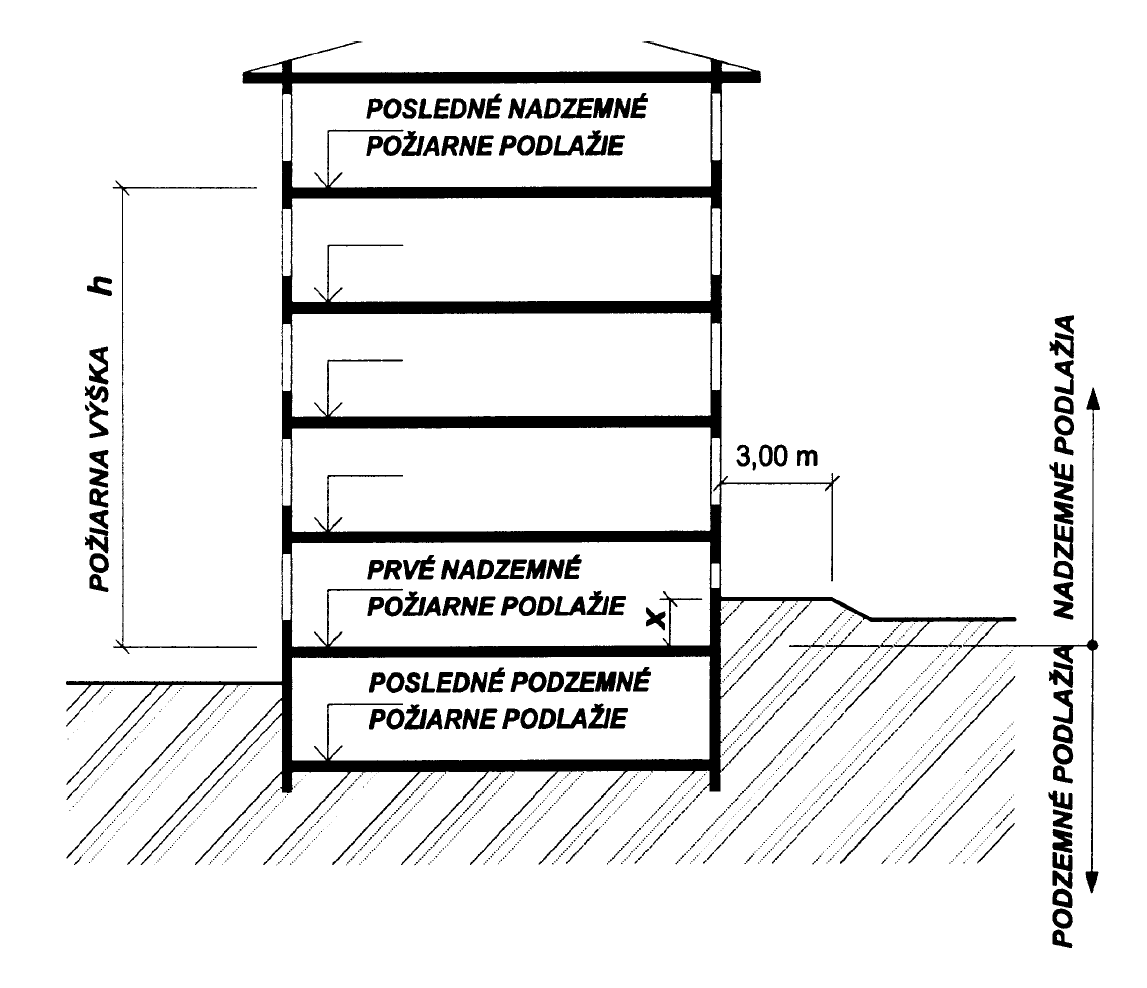 POSLEDNÉ NADZEMNÉ
POŽIARNE PODLAŽIE
POŽIARNA VÝŠKA h
3,00 m
PRVÉ NADZEMNÉ
POŽIARNE PODLAŽIE
X
POSLEDNÉ PODZEMNÉ
POŽIARNE PODLAŽIE
NADZEMNÉ PODLAŽIA
PODZEMNÉ PODLAŽIA